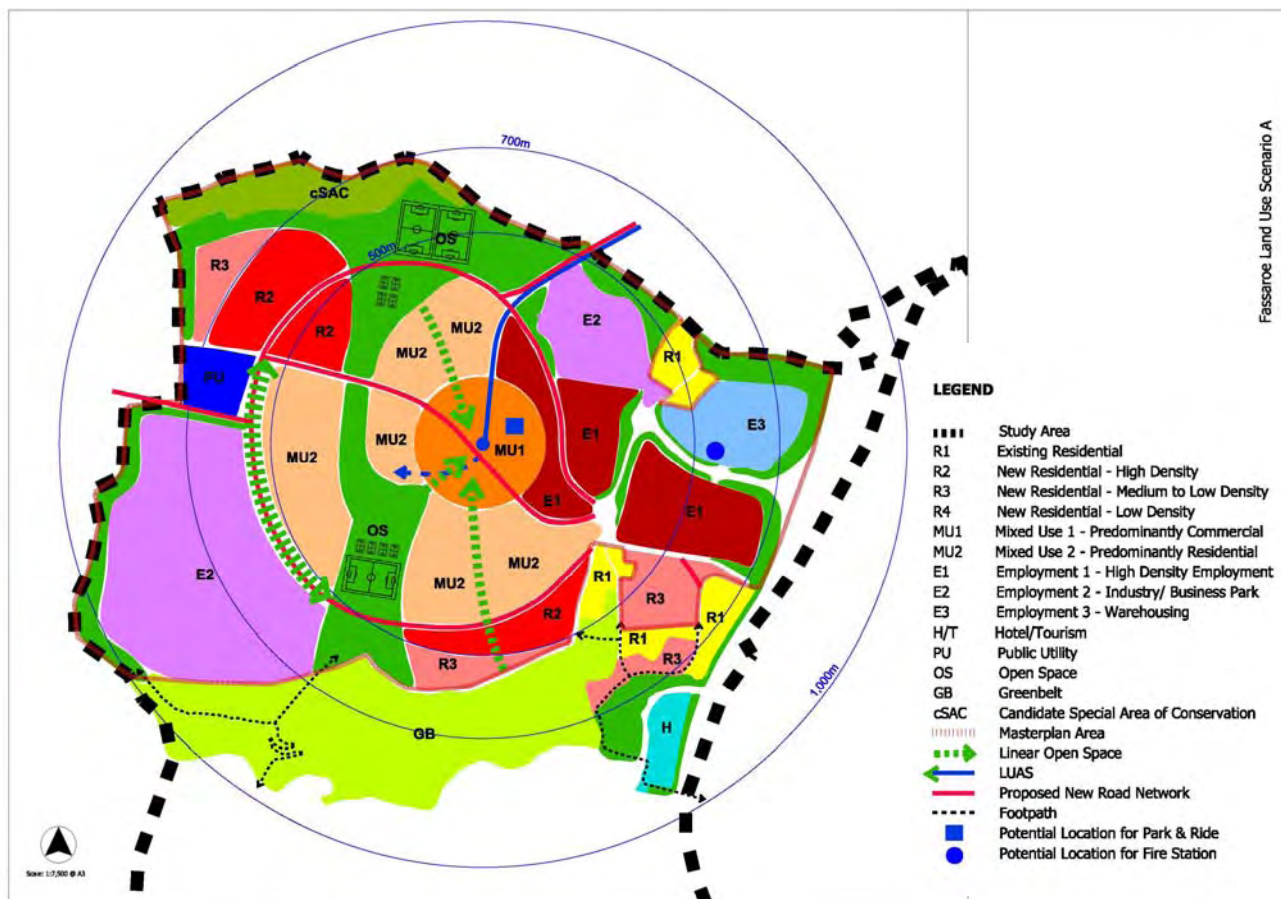 Fassaroe Land Use Scenario A
700m
cSAC
OS
500m
R3
R2
R2
MU2
MU2
E2
R1
PU
E3
MU2
MU1
E1
MU2
E1
E1
OS
E2
MU2
MU2
R1
R3
R2
R1
R1
R3
R3
1,000m
GB
H
Scale: 1:7,500 @ A3
LEGEND
Study Area
R1 Existing Residential
R2 New Residential - High Density
R3 New Residential - Medium to Low Density
R4 New Residential - Low Density
MU1 Mixed Use 1 - Predominantly Commercial
MU2 Mixed Use 2 - Predominantly Residential
E1 Employment 1 - High Density Employment
E2 Employment 2 - Industry/ Business Park
E3 Employment 3 - Warehousing
H/T Hotel/Tourism
PU Public Utility
OS Open Space
GB Greenbelt
cSAC Candidate Special Area of Conservation
Masterplan Area
Linear Open Space
LUAS
Proposed New Road Network
Footpath
Potential Location for Park & Ride
Potential Location for Fire Station